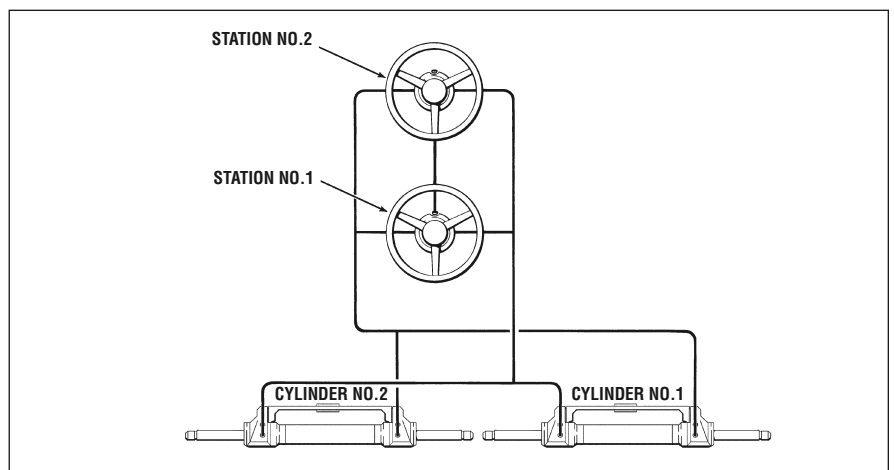 STATION NO.2
STATION NO.1
CYLINDER NO.2
CYLINDER NO.1